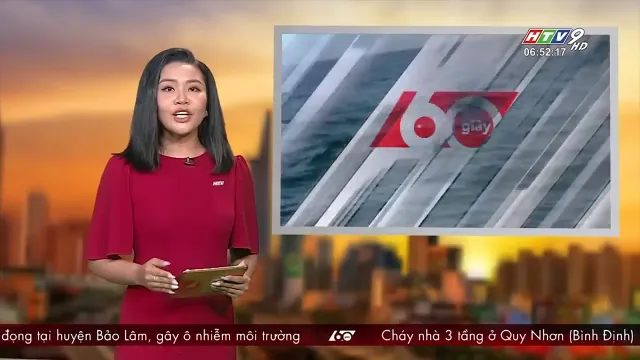 HTV9 HD
06:52:17
60 giây
HTV
động tại huyện Bảo Lâm, gây ô nhiễm môi trường 60 Cháy nhà 3 tầng ở Quy Nhơn (Bình Định)